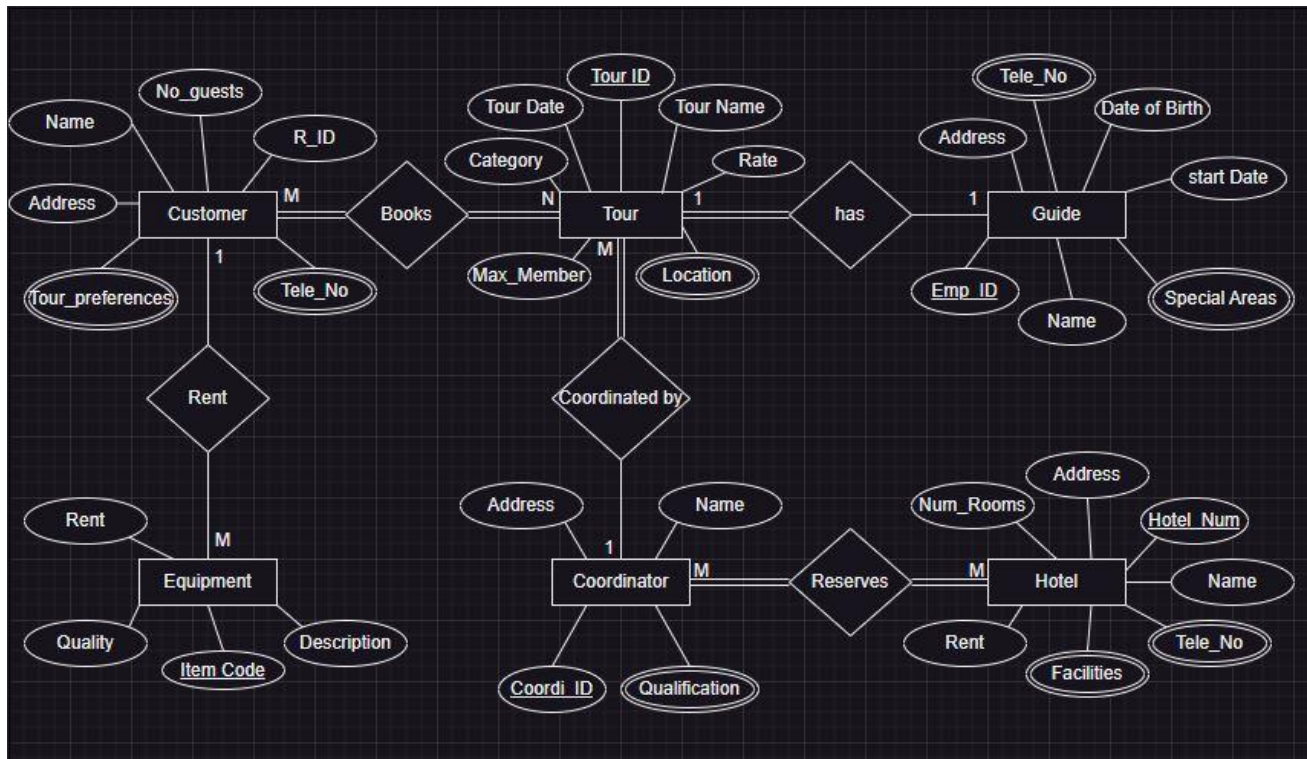 Tour ID
Tele_No
No_guests
Tour Date
Tour Name
Date of Birth
Name
R_ID
Address
Category
Rate
start Date
Address
Customer
M
Books
N
Tour
1
has
1
Guide
1
M
Tour_preferences
Tele_No
Max_Member
Location
Emp_ID
Name
Special Areas
Rent
Coordinated by
Address
Name
Num_Rooms
Address
Hotel_Num
Rent
M
1
Equipment
Coordinator
M
Reserves
M
Hotel
Name
Quality
Item Code
Description
Coordi_ID
Qualification
Rent
Facilities
Tele_No